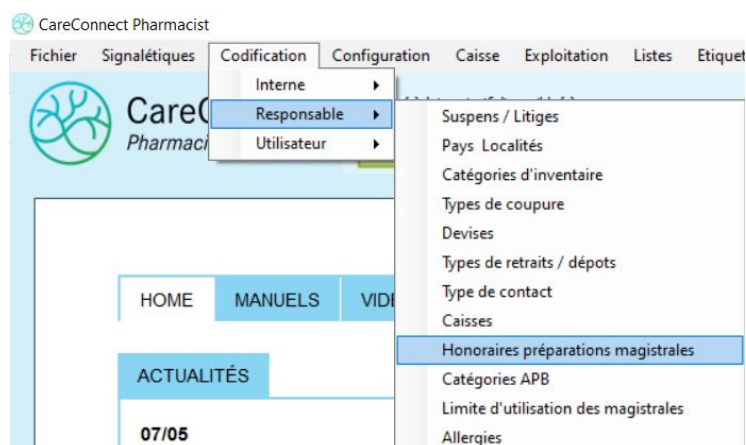 CareConnect Pharmacist
Fichier Signalétiques Codification Configuration Caisse Exploitation Listes
Interne
Responsable
Utilisateur
Pharmaci
Suspens / Litiges
Pays Localités
Catégories d'inventaire
Types de coupure
Devises
Types de retraits / dépots
Type de contact
Caisses
Honoraires préparations magistrales
Catégories APB
Limite d'utilisation des magistrales
Allergies
HOME MANUELS
ACTUALITÉS
07/05